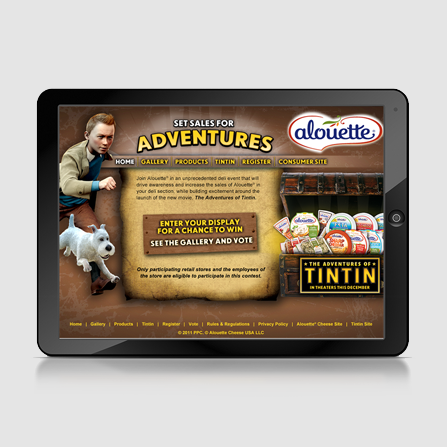 SET SALES FOR
ADVENTURES
alouette
HOME GALLERY PRODUCTS TINTIN REGISTER CONSUMER SITE
Join Alouette® in an unprecedented deli event that will
drive awareness and increase the sales of Alouette® in
your deli section, while building excitement around
the launch of the new movie, The Adventures of Tintin.
ENTER YOUR DISPLAY
FOR A CHANCE TO WIN
SEE THE GALLERY AND VOTE
Only participating retail stores and the employees of
the store are eligible to participate in this contest.
alouette
THE ADVENTURES OF
TINTIN
IN THEATERS THIS DECEMBER
Home | Gallery | Products | Tintin | Register | Vote | Rules & Regulations | Privacy Policy | Alouette® Cheese Site | Tintin Site
© 2011 PPC. © Alouette Cheese USA LLC